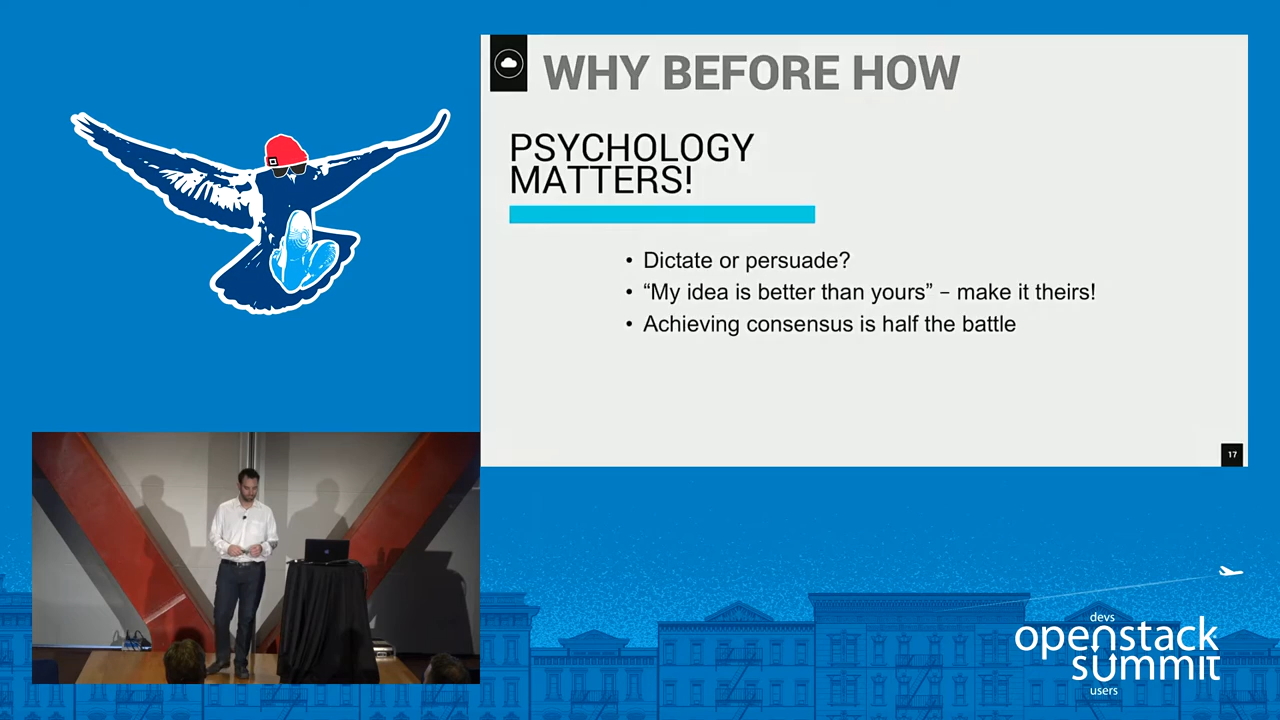 WHY BEFORE HOW
PSYCHOLOGY
MATTERS!
• Dictate or persuade?
• “My idea is better than yours” – make it theirs!
• Achieving consensus is half the battle
17
devs
openstack
summit
users